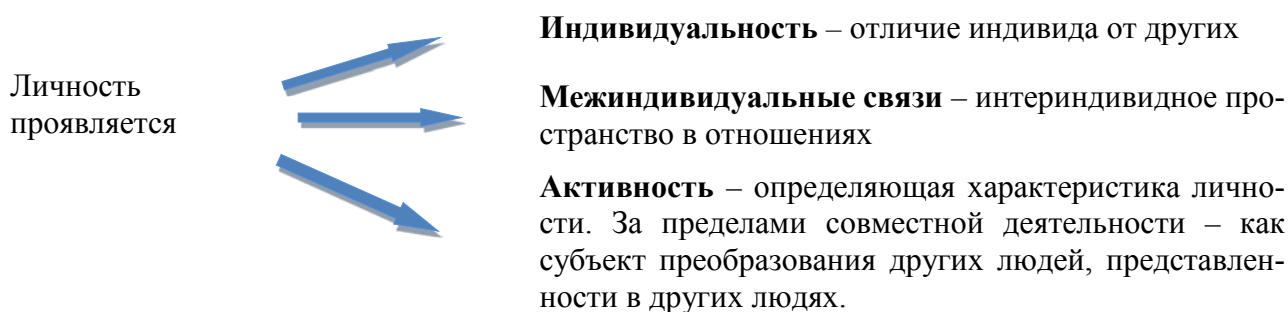 Личность
проявляется
Индивидуальность – отличие индивида от других
Межиндивидуальные связи – интериндивидное про-
странство в отношениях
Активность – определяющая характеристика лично-
сти. За пределами совместной деятельности – как
субъект преобразования других людей, представлен-
ности в других людях.